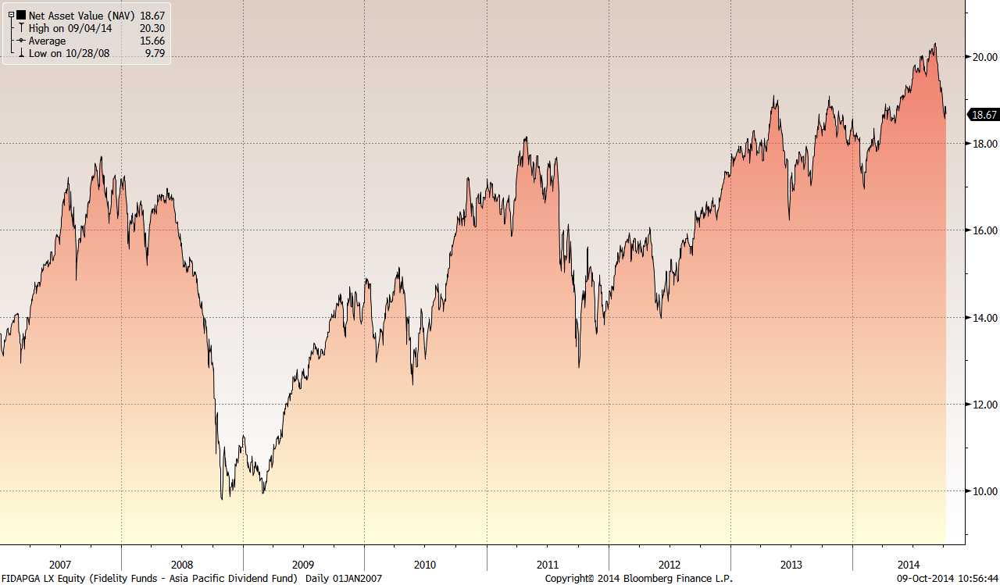 Net Asset Value (NAV) 18.67
High on 09/04/14 20.30
Average 15.66
Low on 10/28/08 9.79
20.00
18.67
18.00
16.00
14.00
12.00
10.00
2007 2008 2009 2010 2011 2012 2013 2014
FIDAPGA LX Equity (Fidelity Funds - Asia Pacific Dividend Fund) Daily 01JAN2007 Copyright© 2014 Bloomberg Finance L.P. 09-Oct-2014 10:56:44